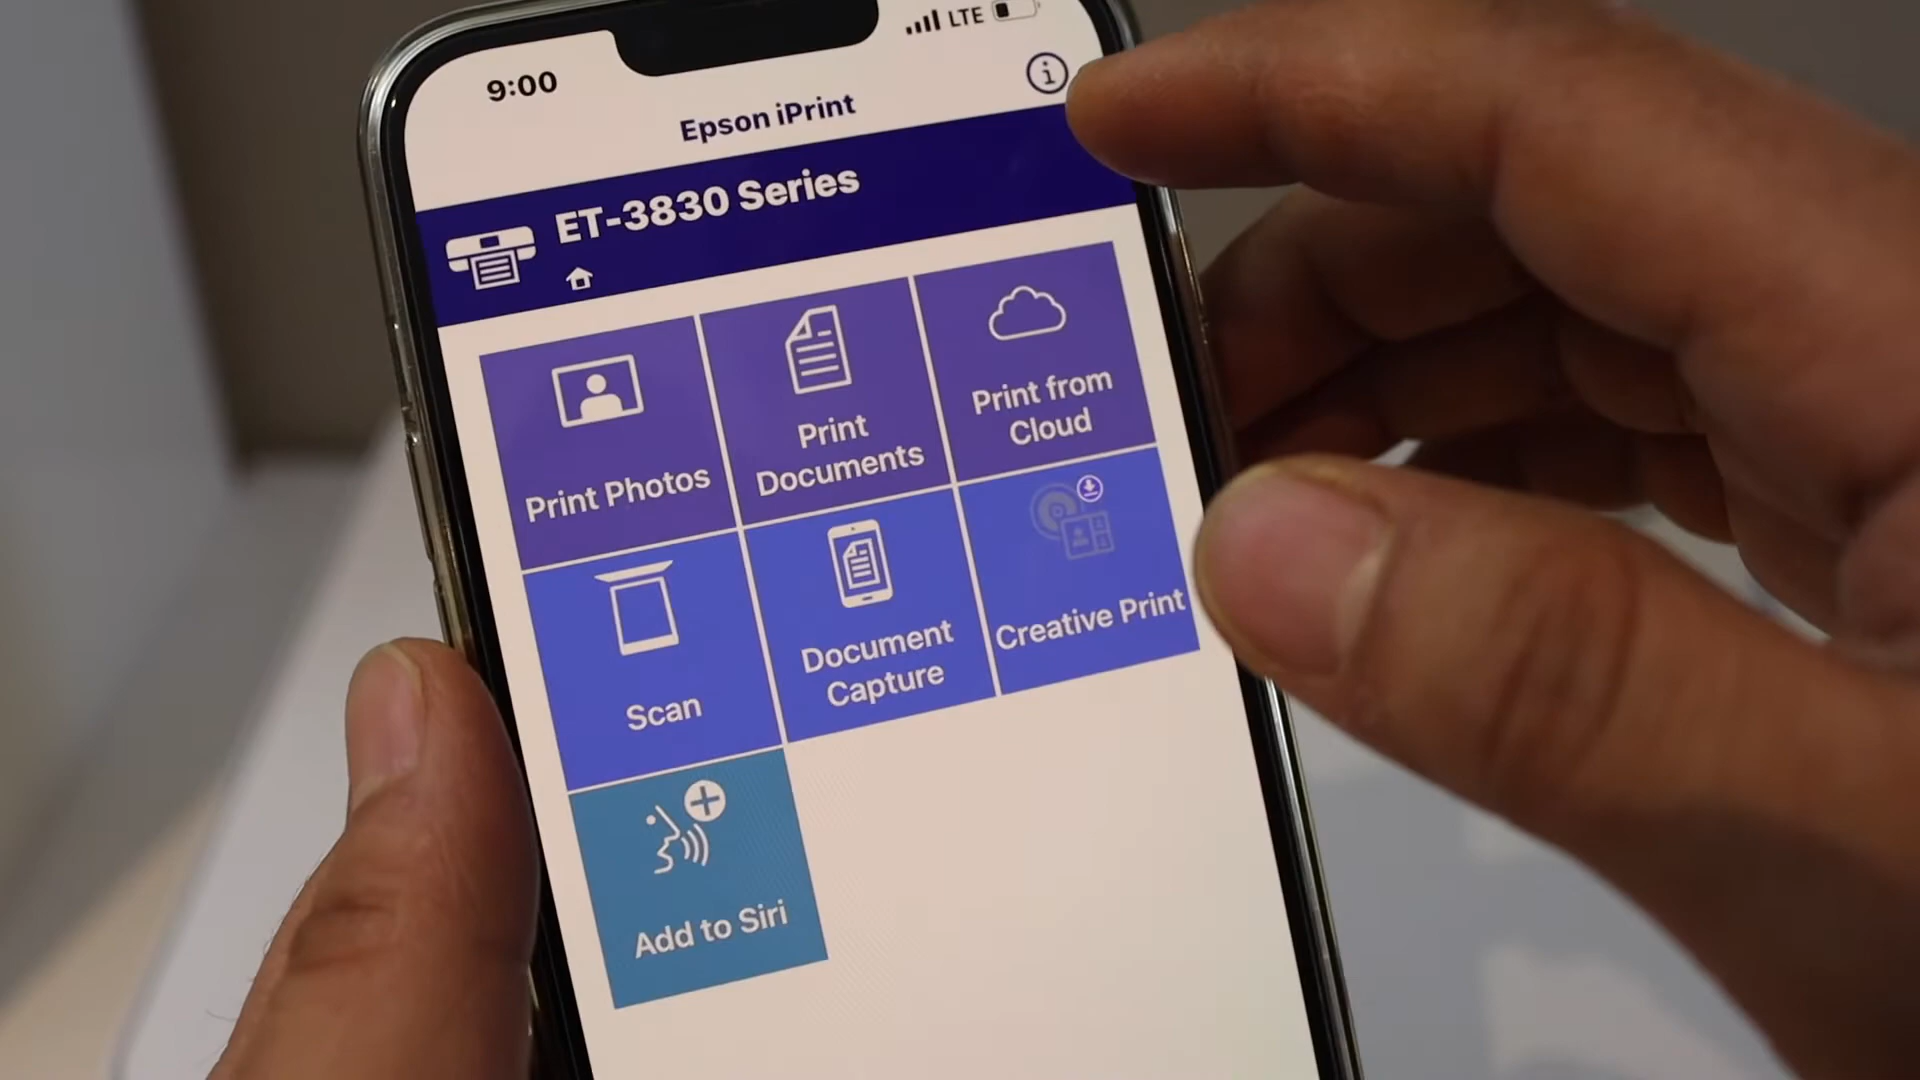 9:00
LTE
Epson iPrint
ET-3830 Series
Print Photos
Print
Documents
Print from
Cloud
Scan
Document
Capture
Creative Print
Add to Siri